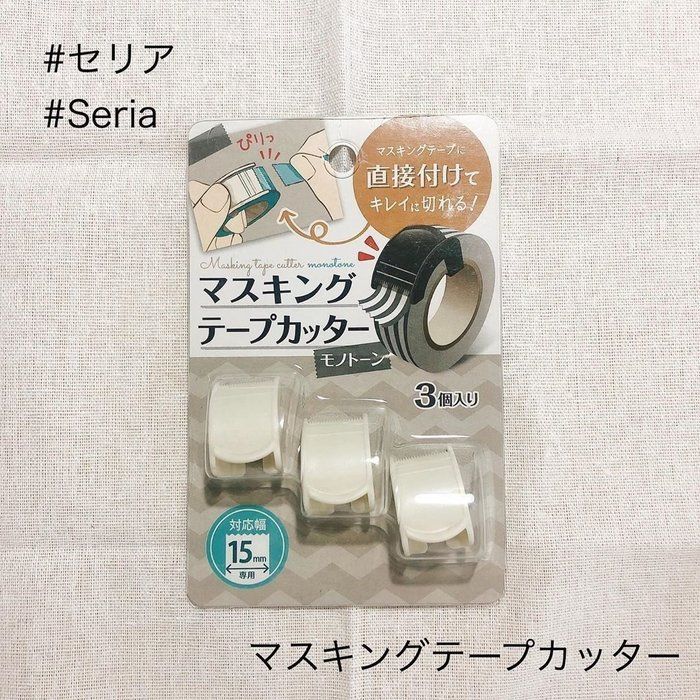 #セリア
#Seria
ぴりっ
マスキングテープに
直接付けて
キレイに切れる!
Masking tape cutter monotone
マスキング
テープカッター
モノトーン
3個入り
対応幅
15mm
専用
マスキングテープカッター